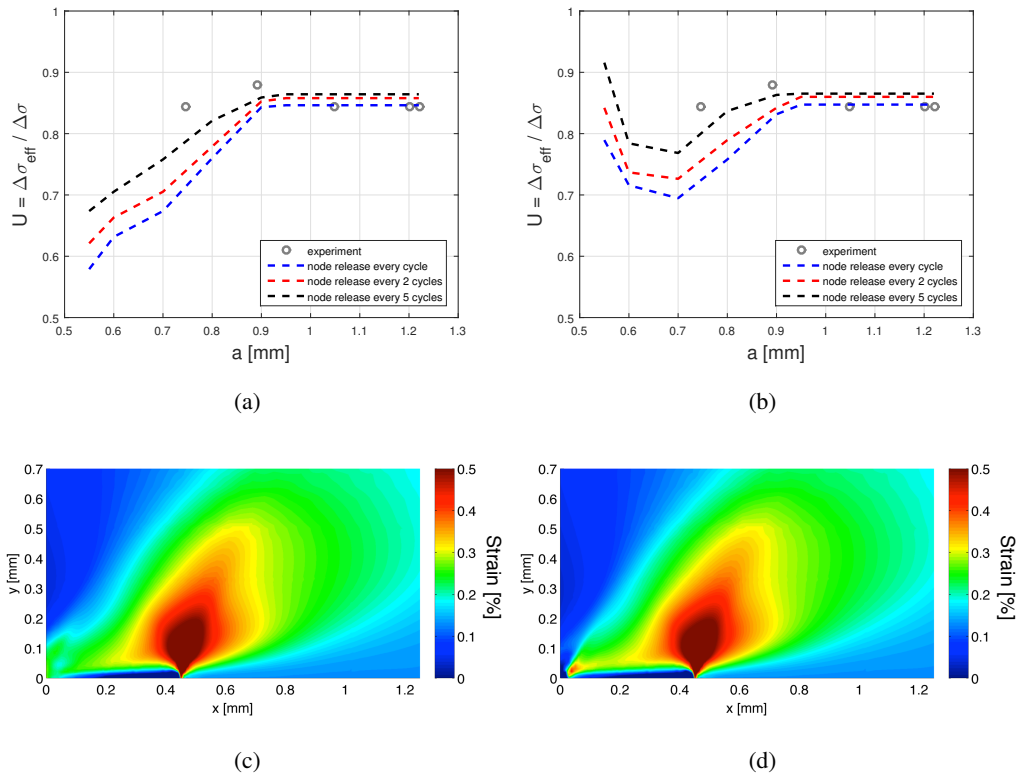 1
0.9
0.8
0.7
0.6
0.5
U = Δσeff / Δσ
experiment
node release every cycle
node release every 2 cycles
node release every 5 cycles
0.5 0.6 0.7 0.8 0.9 1 1.1 1.2 1.3
a [mm]
(a)
1
0.9
0.8
0.7
0.6
0.5
U = Δσeff / Δσ
experiment
node release every cycle
node release every 2 cycles
node release every 5 cycles
0.5 0.6 0.7 0.8 0.9 1 1.1 1.2 1.3
a [mm]
(b)
0.7
0.6
0.5
0.4
0.3
0.2
0.1
0
y [mm]
0 0.2 0.4 0.6 0.8 1 1.2
x [mm]
0.5
0.4
0.3
0.2
0.1
0
Strain [%]
(c)
0.7
0.6
0.5
0.4
0.3
0.2
0.1
0
y [mm]
0 0.2 0.4 0.6 0.8 1 1.2
x [mm]
0.5
0.4
0.3
0.2
0.1
0
Strain [%]
(d)